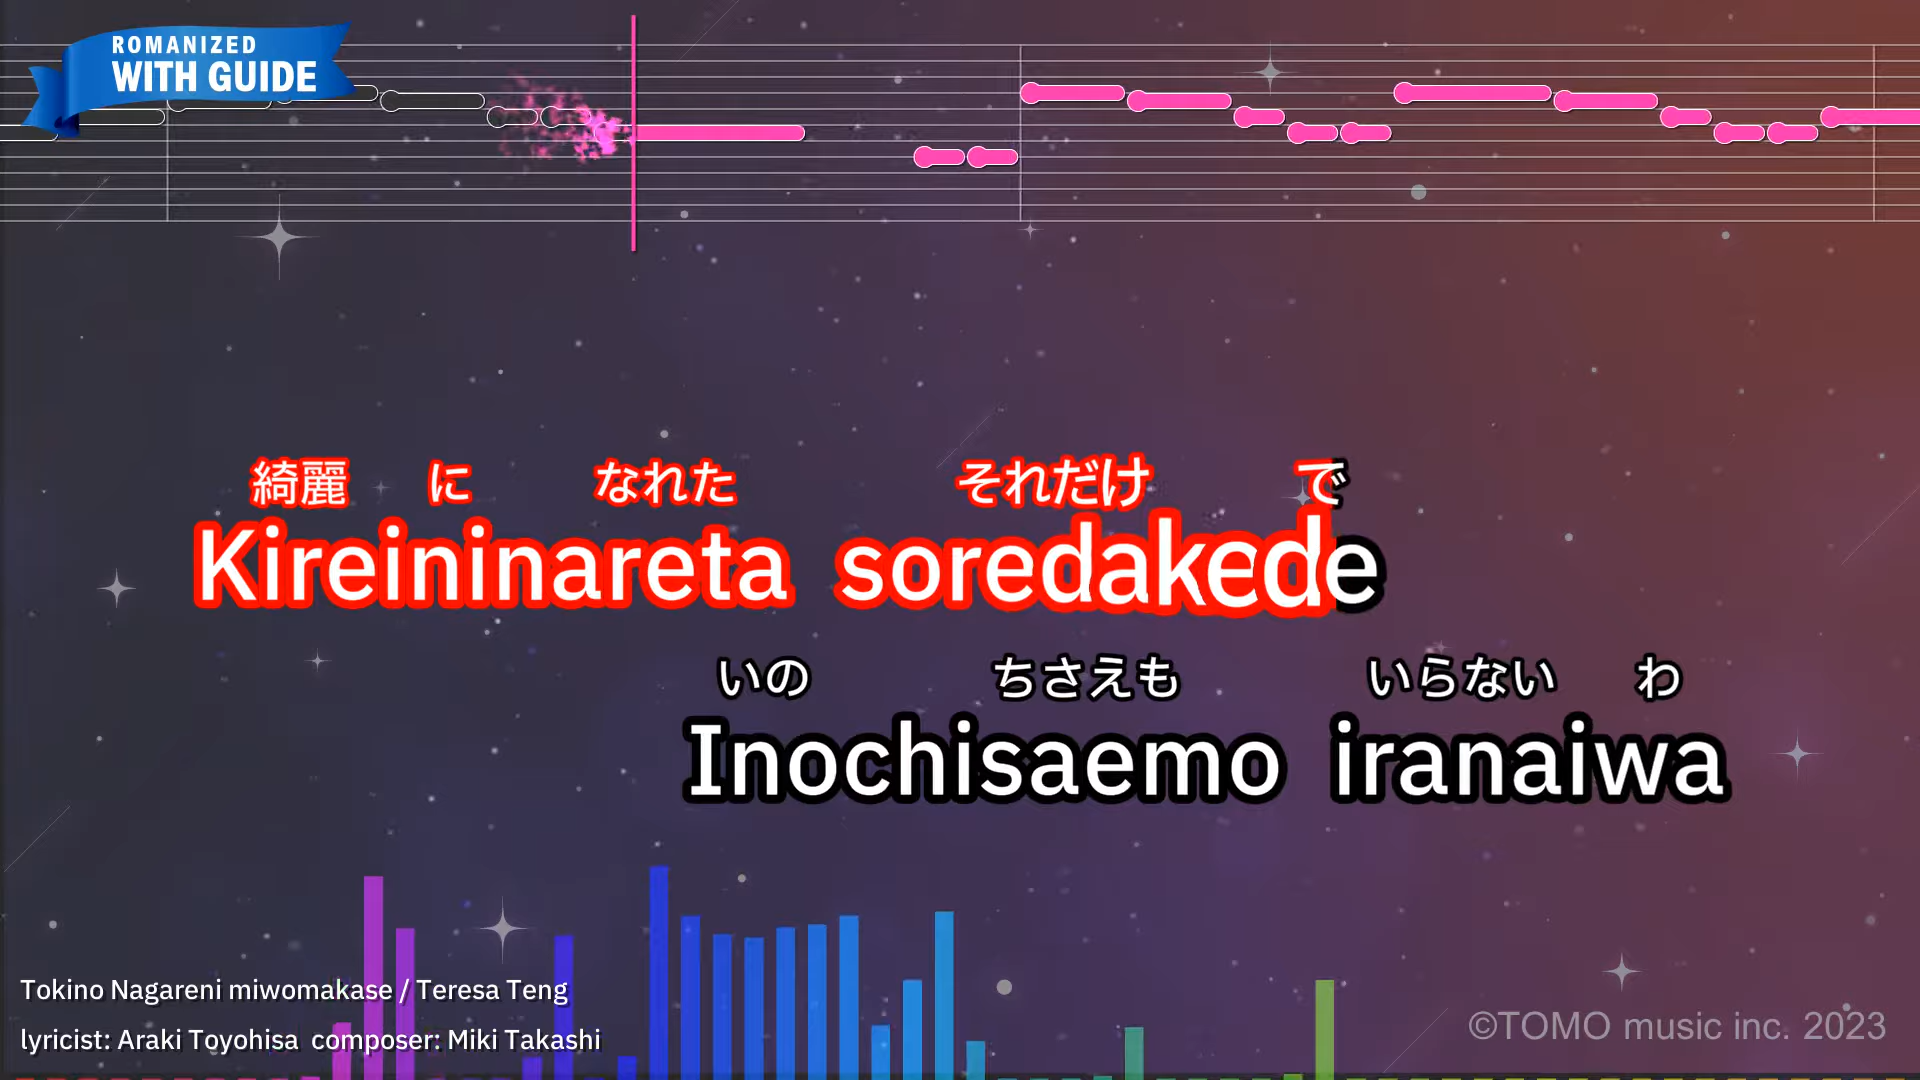 ROMANIZED
WITH GUIDE
綺麗 に なれた それだけ で
Kireininareta soredakede
いの ちさえも いらない わ
Inochisaemo iranaiwa
Tokino Nagareni miwomakase / Teresa Teng
lyricist: Araki Toyohisa composer: Miki Takashi
©TOMO music inc. 2023